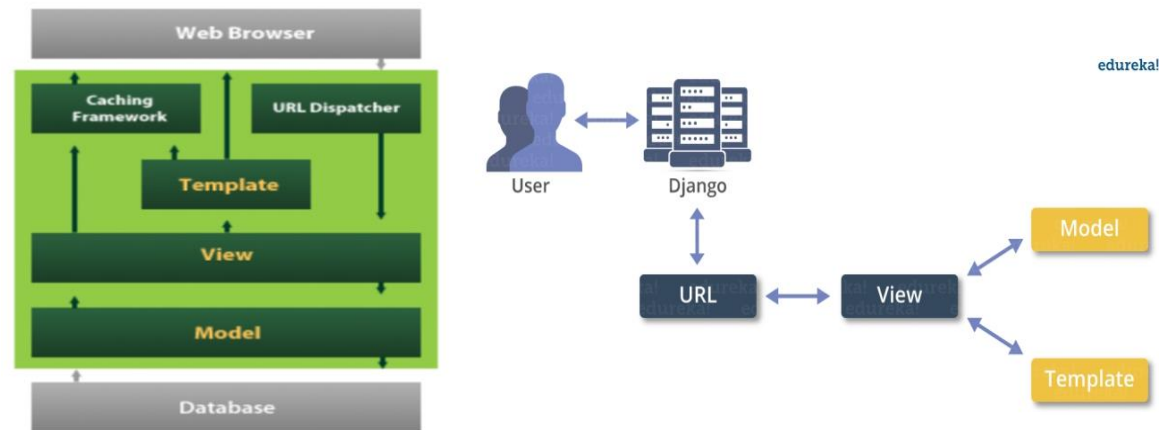 Web Browser
Caching
Framework
URL Dispatcher
Template
View
Model
Database
edureka!
User
Django
URL
View
Model
Template